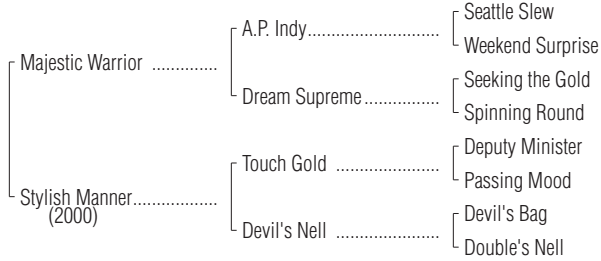 Seattle Slew
A.P. Indy..............................
Weekend Surprise
Majestic Warrior ...............
Seeking the Gold
Dream Supreme.................
Spinning Round
Deputy Minister
Touch Gold .......................
Passing Mood
Stylish Manner...................
(2000)
Devil's Bag
Devil's Nell .......................
Double's Nell